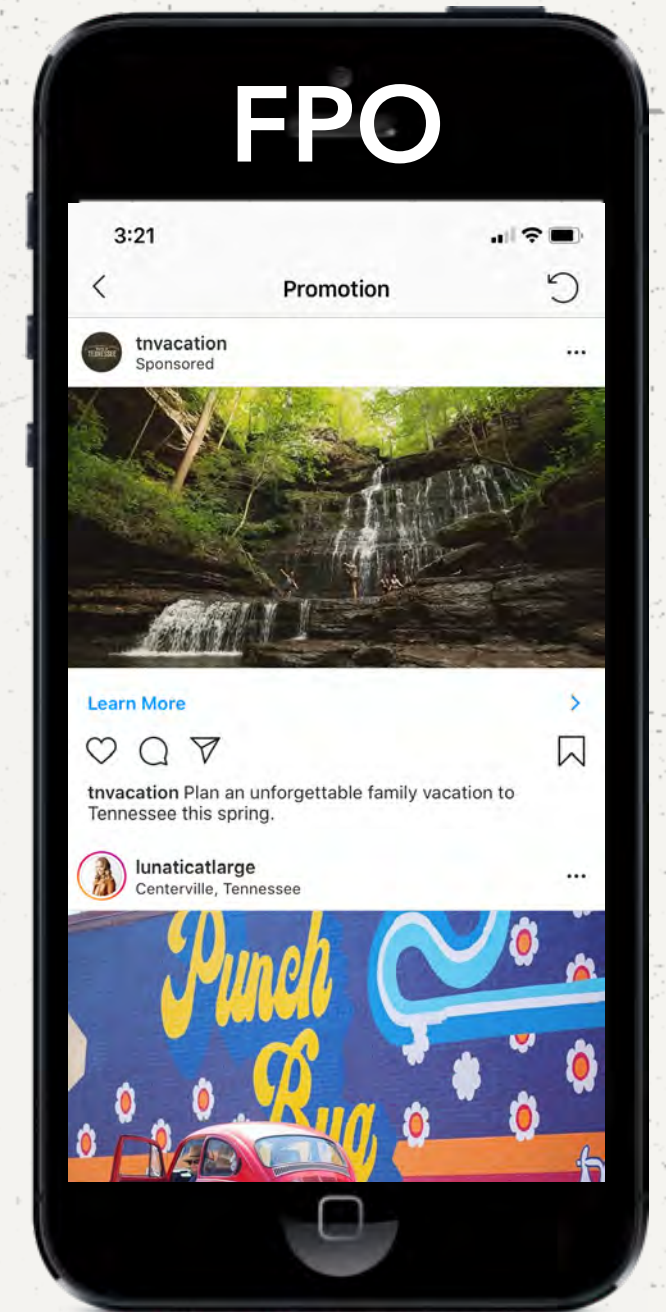 FPO
3:21
Promotion
tnvacation
Sponsored
Learn More
tnvacation Plan an unforgettable family vacation to
Tennessee this spring.
lunaticatlarge
Centerville, Tennessee
Punch
Bug